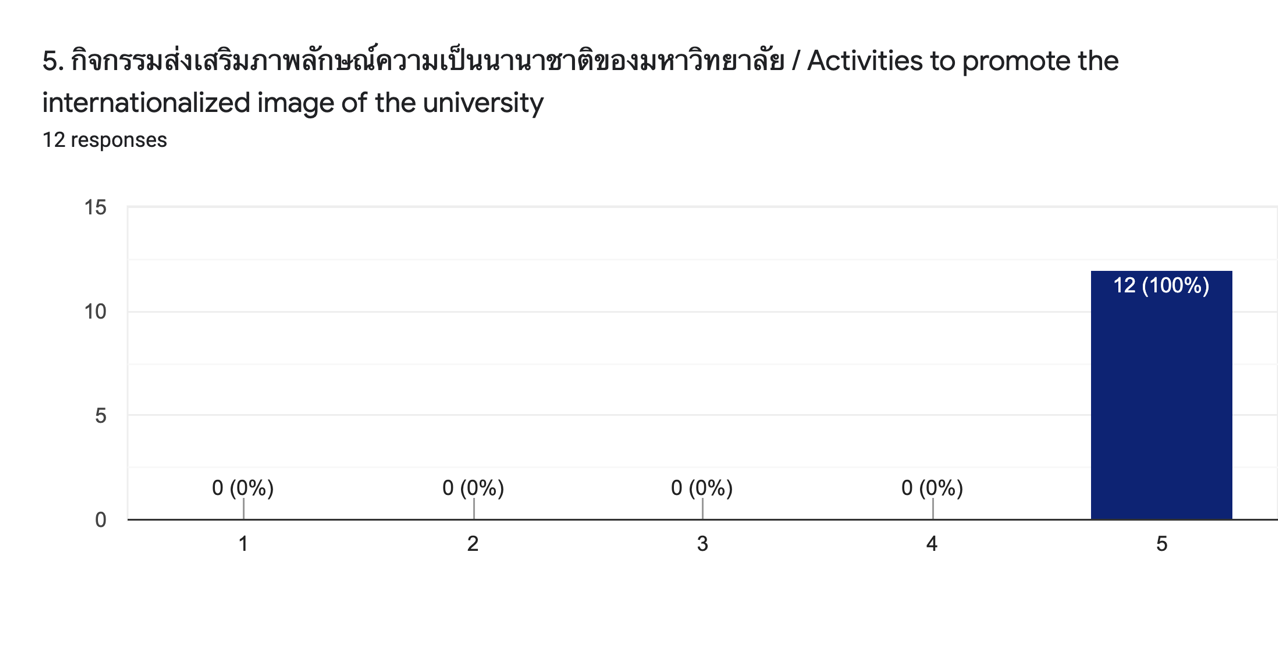 5. กิจกรรมส่งเสริมภาพลักษณ์ความเป็นนานาชาติของมหาวิทยาลัย / Activities to promote the
internationalized image of the university
12 responses
15
12 (100%)
10
5
0 (0%) 0 (0%) 0 (0%) 0 (0%)
0
1 2 3 4 5